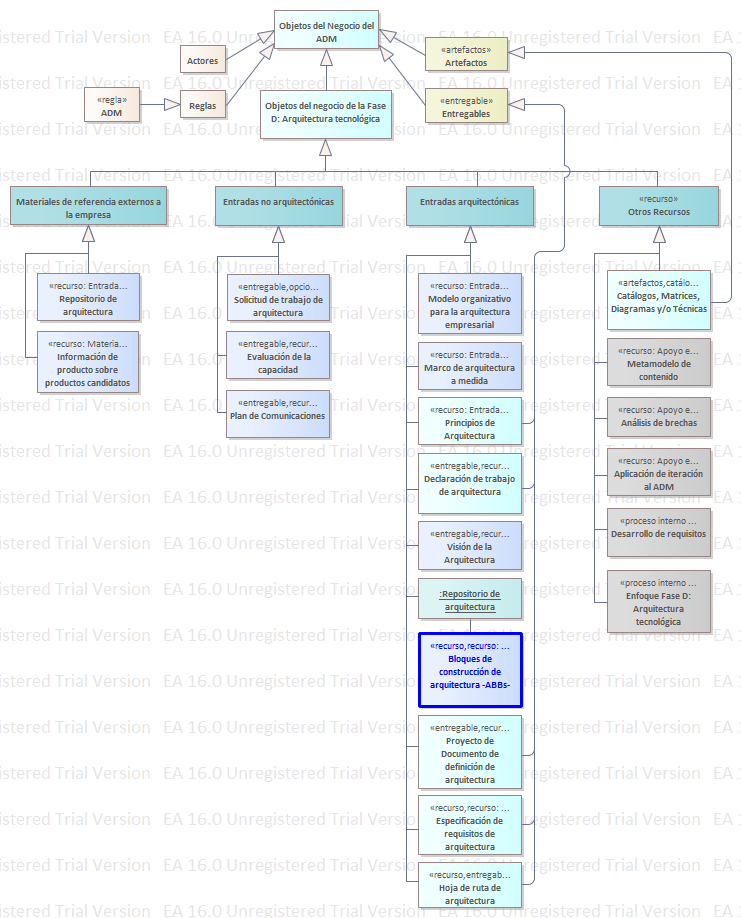 Objetos del Negocio del
ADM
Actores
«artefactos»
Artefactos
«regla»
ADM
Reglas
Objetos del negocio de la Fase
D: Arquitectura tecnológica
«entregable»
Entregables
Materiales de referencia externos a
la empresa
Entradas no arquitectónicas
Entradas arquitectónicas
«recurso»
Otros Recursos
«recurso: Entrada...
Repositorio de
arquitectura
«recurso: Materia...
Información de
producto sobre
productos candidatos
«entregable,opcio...
Solicitud de trabajo de
arquitectura
«entregable,recur...
Evaluación de la
capacidad
«entregable,recur...
Plan de Comunicaciones
«recurso: Entrada...
Modelo organizativo
para la arquitectura
empresarial
«recurso: Entrada...
Marco de arquitectura
a medida
«recurso: Entrada...
Principios de
Arquitectura
«entregable,recur...
Declaración de trabajo
de arquitectura
«entregable,recur...
Visión de la
Arquitectura
:Repositorio de
arquitectura
«recurso,recurso: ...
Bloques de
construcción de
arquitectura -ABBs-
«entregable,recur...
Proyecto de
Documento de
definición de
arquitectura
«recurso,recurso: ...
Especificación de
requisitos de
arquitectura
«recurso,entregab...
Hoja de ruta de
arquitectura
«artefactos,catálo...
Catálogos, Matrices,
Diagramas y/o Técnicas
«recurso: Apoyo e...
Metamodelo de
contenido
«recurso: Apoyo e...
Análisis de brechas
«recurso: Apoyo e...
Aplicación de iteración
al ADM
«proceso interno ...
Desarrollo de requisitos
«proceso interno ...
Enfoque Fase D:
Arquitectura
tecnológica
EA 16.0 Unregistered Trial Version